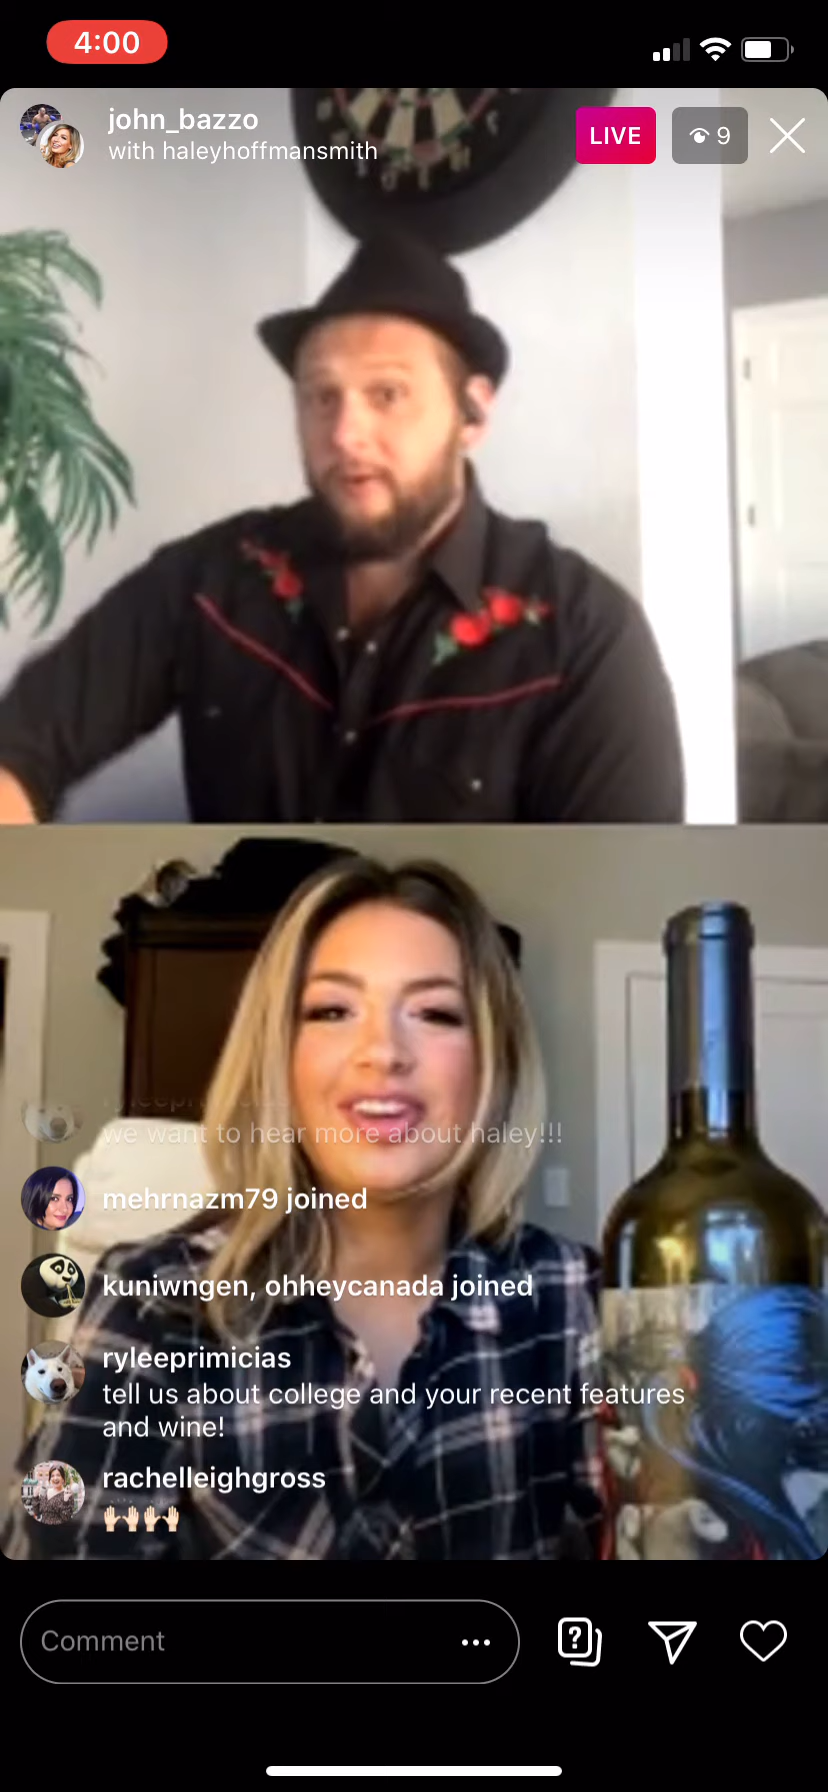 4:00
john_bazzo
with haleyhoffmansmith
LIVE
9
we want to hear more about haley!!!
mehrnazm79 joined
kuniwngen, ohheycanada joined
ryleeprimicias
tell us about college and your recent features
and wine!
rachelleighgross
🙌🏻🙌🏻
Comment